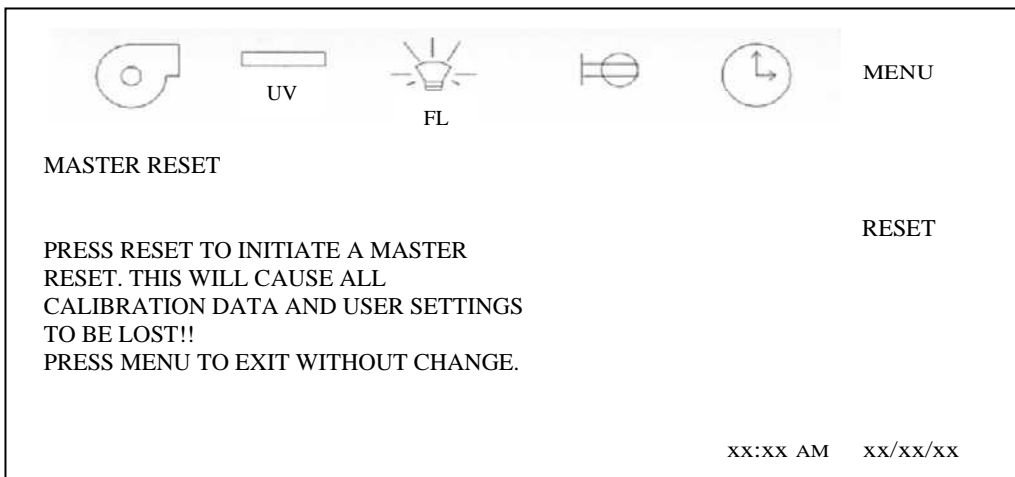 MENU
UV
FL
MASTER RESET
RESET
PRESS RESET TO INITIATE A MASTER
RESET. THIS WILL CAUSE ALL
CALIBRATION DATA AND USER SETTINGS
TO BE LOST!!
PRESS MENU TO EXIT WITHOUT CHANGE.
xx:xx AM xx/xx/xx